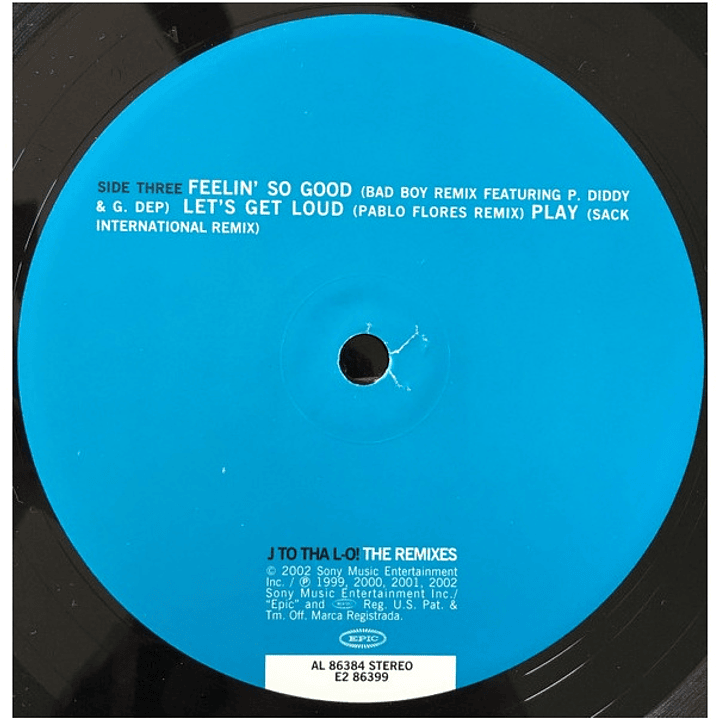 SIDE THREE FEELIN' SO GOOD (BAD BOY REMIX FEATURING P. DIDDY
& G. DEP) LET'S GET LOUD (PABLO FLORES REMIX) PLAY (SACK
INTERNATIONAL REMIX)
J TO THA L-O! THE REMIXES
© 2002 Sony Music Entertainment
Inc. / ℗ 1999, 2000, 2001, 2002
Sony Music Entertainment Inc./
"Epic" and EPIC Reg. U.S. Pat. &
Tm. Off. Marca Registrada.
EPIC
AL 86384 STEREO
E2 86399